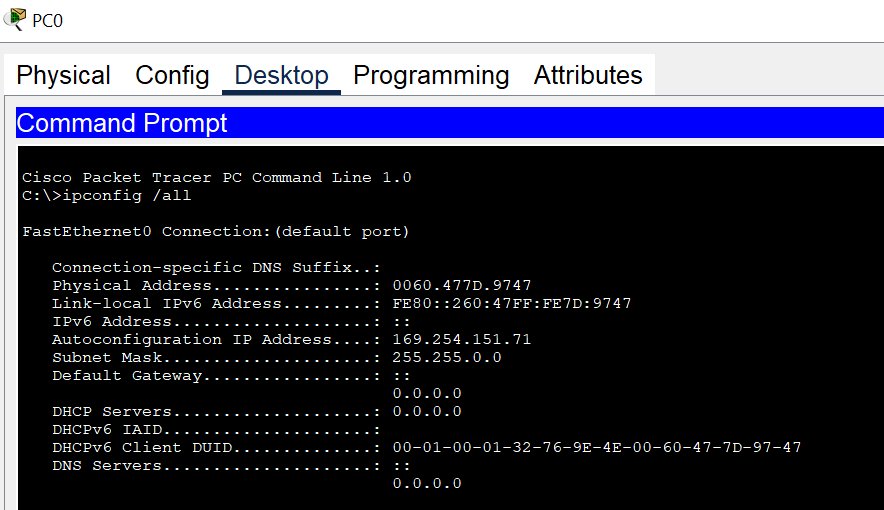 PC0
Physical Config Desktop Programming Attributes
Command Prompt
Cisco Packet Tracer PC Command Line 1.0
C:\>ipconfig /all
FastEthernet0 Connection:(default port)
Connection-specific DNS Suffix..:
Physical Address................: 0060.477D.9747
Link-local IPv6 Address.........: FE80::260:47FF:FE7D:9747
IPv6 Address....................: ::
Autoconfiguration IP Address....: 169.254.151.71
Subnet Mask.....................: 255.255.0.0
Default Gateway.................: ::
0.0.0.0
DHCP Servers....................: 0.0.0.0
DHCPv6 IAID.....................:
DHCPv6 Client DUID..............: 00-01-00-01-32-76-9E-4E-00-60-47-7D-97-47
DNS Servers.....................: ::
0.0.0.0